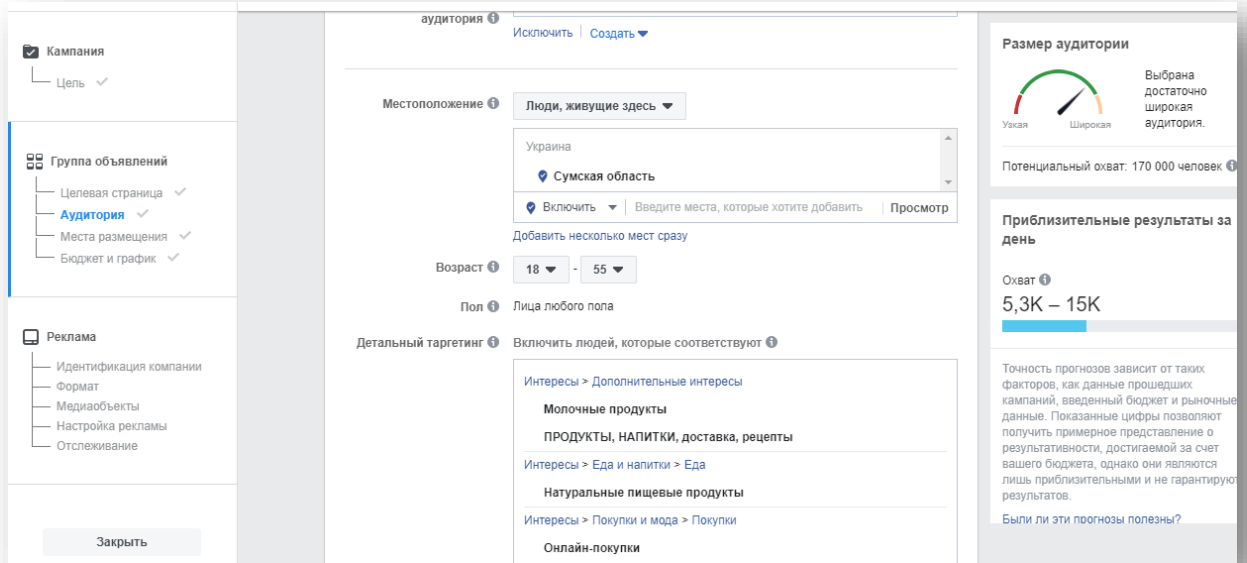 Кампания
Цель
Группа объявлений
Целевая страница
Аудитория
Места размещения
Бюджет и график
Реклама
Идентификация компании
Формат
Медиаобъекты
Настройка рекламы
Отслеживание
Закрыть
аудитория
Исключить Создать
Местоположение Люди, живущие здесь
Украина
Сумская область
Включить Введите места, которые хотите добавить Просмотр
Добавить несколько мест сразу
Возраст 18 - 55
Пол Лица любого пола
Детальный таргетинг Включить людей, которые соответствуют
Интересы > Дополнительные интересы
Молочные продукты
ПРОДУКТЫ, НАПИТКИ, доставка, рецепты
Интересы > Еда и напитки > Еда
Натуральные пищевые продукты
Интересы > Покупки и мода > Покупки
Онлайн-покупки
Размер аудитории
Выбрана
достаточно
широкая
аудитория.
Узкая Широкая
Потенциальный охват: 170 000 человек
Приблизительные результаты за
день
Охват
5,3K – 15K
Точность прогнозов зависит от таких
факторов, как данные прошедших
кампаний, введенный бюджет и рыночные
данные. Показанные цифры позволяют
получить примерное представление о
результативности, достигаемой за счет
вашего бюджета, однако они являются
лишь приблизительными и не гарантируют
результатов.
Были ли эти прогнозы полезны?